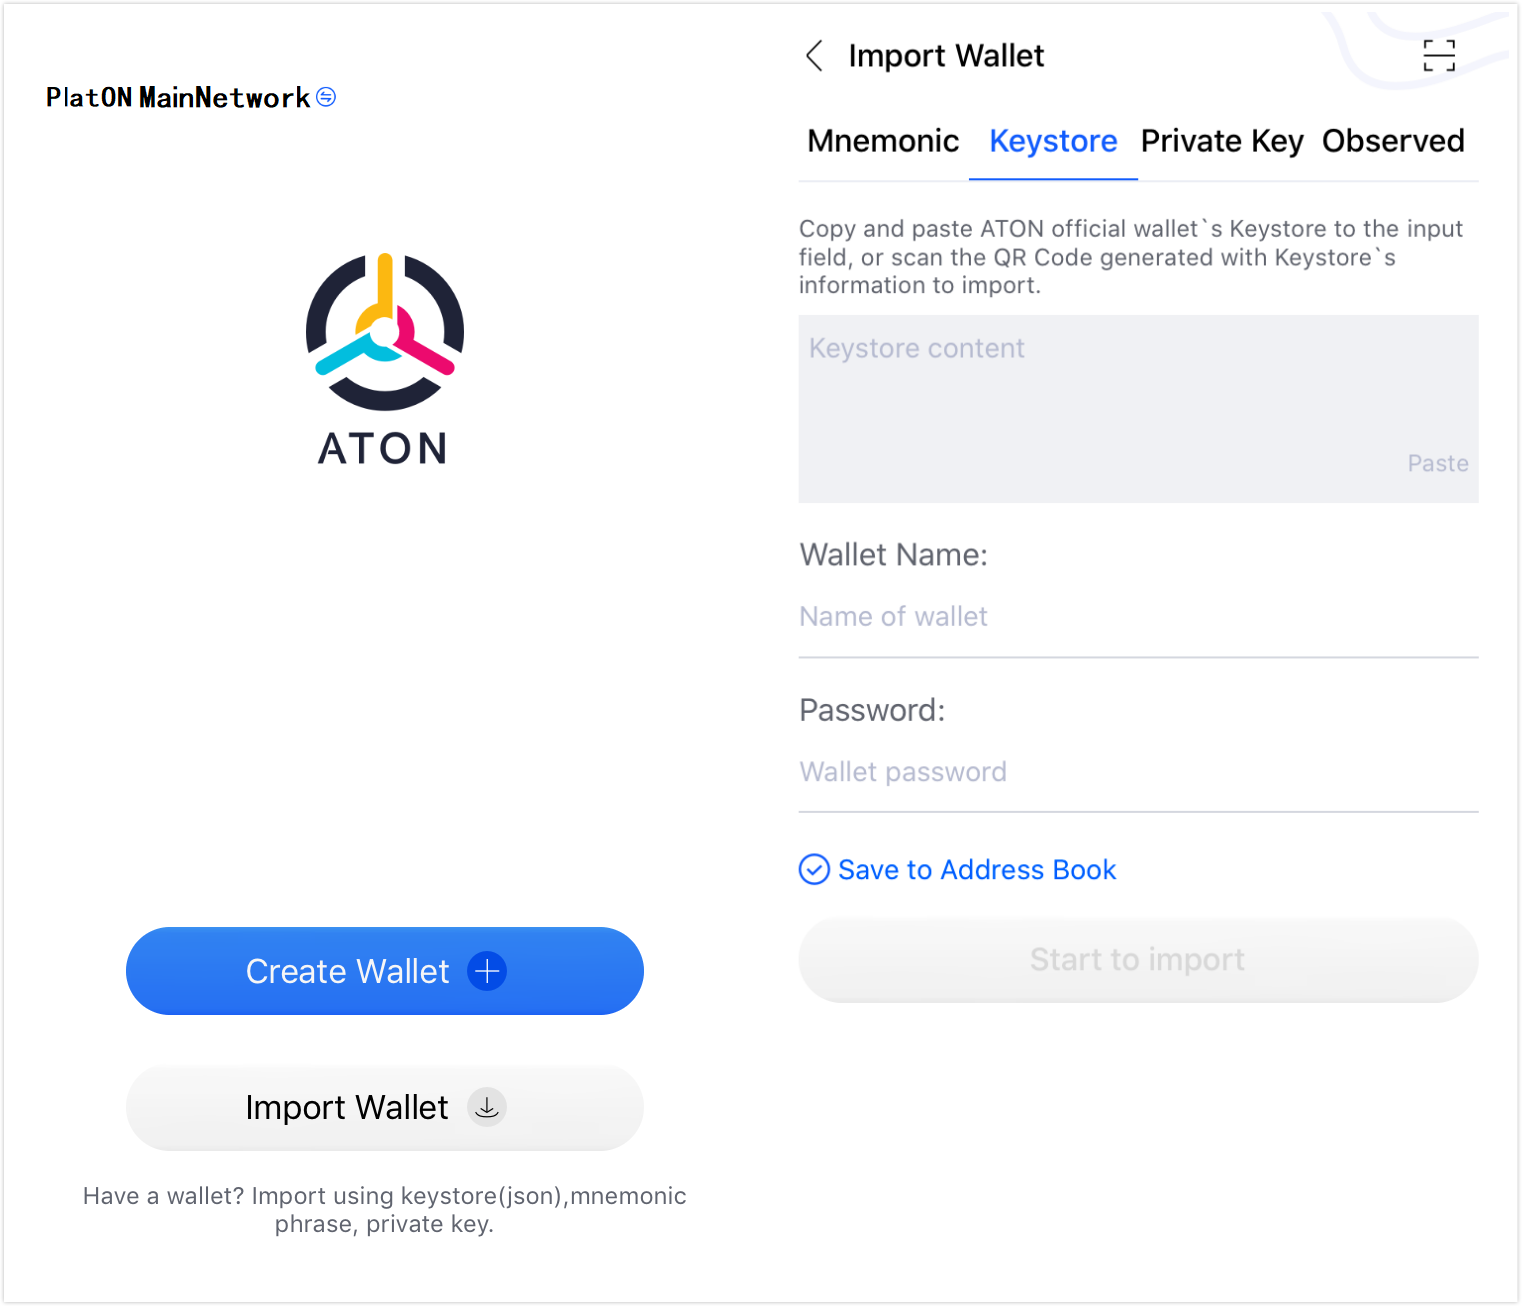 PlatON MainNetwork
ATON
Create Wallet
Import Wallet
Have a wallet? Import using keystore(json),mnemonic
phrase, private key.
Import Wallet
Mnemonic Keystore Private Key Observed
Copy and paste ATON official wallet`s Keystore to the input
field, or scan the QR Code generated with Keystore`s
information to import.
Keystore content
Paste
Wallet Name:
Name of wallet
Password:
Wallet password
Save to Address Book
Start to import